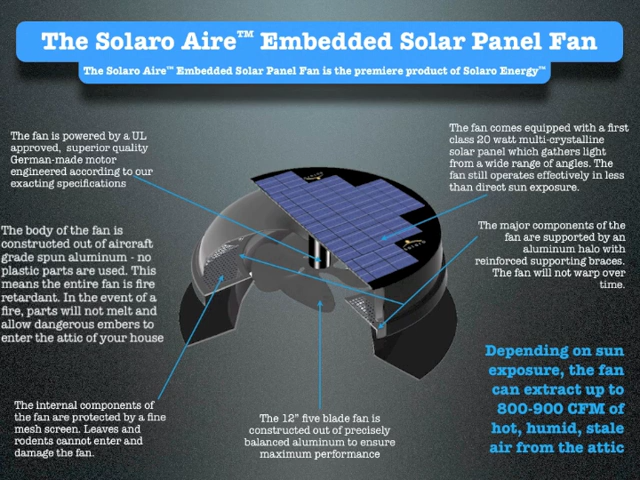 The Solaro Aire™ Embedded Solar Panel Fan
The Solaro Aire™ Embedded Solar Panel Fan is the premiere product of Solaro Energy™
The fan is powered by a UL
approved,  superior quality
German-made motor
engineered according to our
exacting specifications
The fan comes equipped with a first
class 20 watt multi-crystalline
solar panel which gathers light
from a wide range of angles. The
fan still operates effectively in less
than direct sun exposure.
The body of the fan is
constructed out of aircraft
grade spun aluminum - no
plastic parts are used. This
means the entire fan is fire
retardant. In the event of a
fire, parts will not melt and
allow dangerous embers to
enter the attic of your house
The major components of the
fan are supported by an
aluminum halo with
reinforced supporting braces.
The fan will not warp over
time.
Depending on sun
exposure, the fan
can extract up to
800-900 CFM of
hot, humid, stale
air from the attic
The internal components of
the fan are protected by a fine
mesh screen. Leaves and
rodents cannot enter and
damage the fan.
The 12” five blade fan is
constructed out of precisely
balanced aluminum to ensure
maximum performance